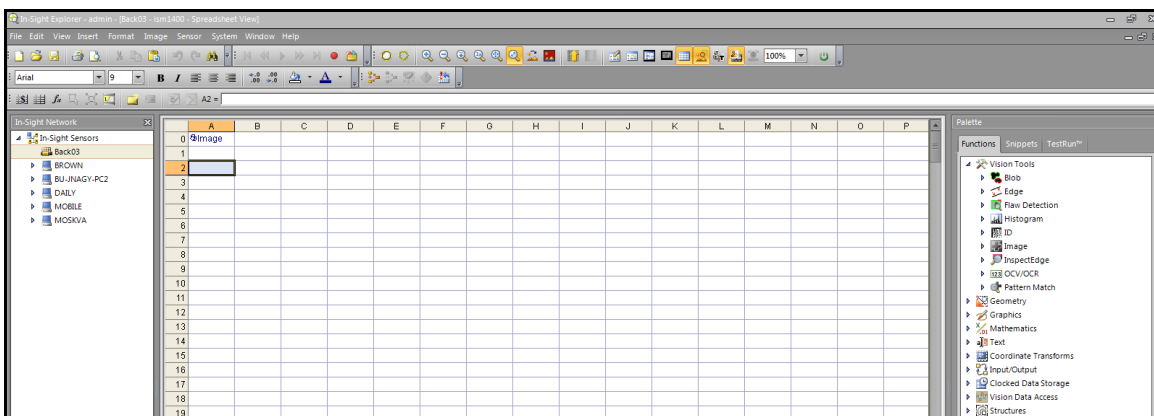 In-Sight Explorer - admin - [Back03 - ism1400 - Spreadsheet View]
File Edit View Insert Format Image Sensor System Window Help
100%
Arial 9 B I A
A2 =
In-Sight Network
In-Sight Sensors
Back03
BROWN
BU-JNAGY-PC2
DAILY
MOBILE
MOSKVA
A B C D E F G H I J K L M N O P
0 Image
1
2
3
4
5
6
7
8
9
10
11
12
13
14
15
16
17
18
19
Palette
Functions Snippets TestRun™
Vision Tools
Blob
Edge
Flaw Detection
Histogram
ID
Image
InspectEdge
OCV/OCR
Pattern Match
Geometry
Graphics
Mathematics
Text
Coordinate Transforms
Input/Output
Clocked Data Storage
Vision Data Access
Structures